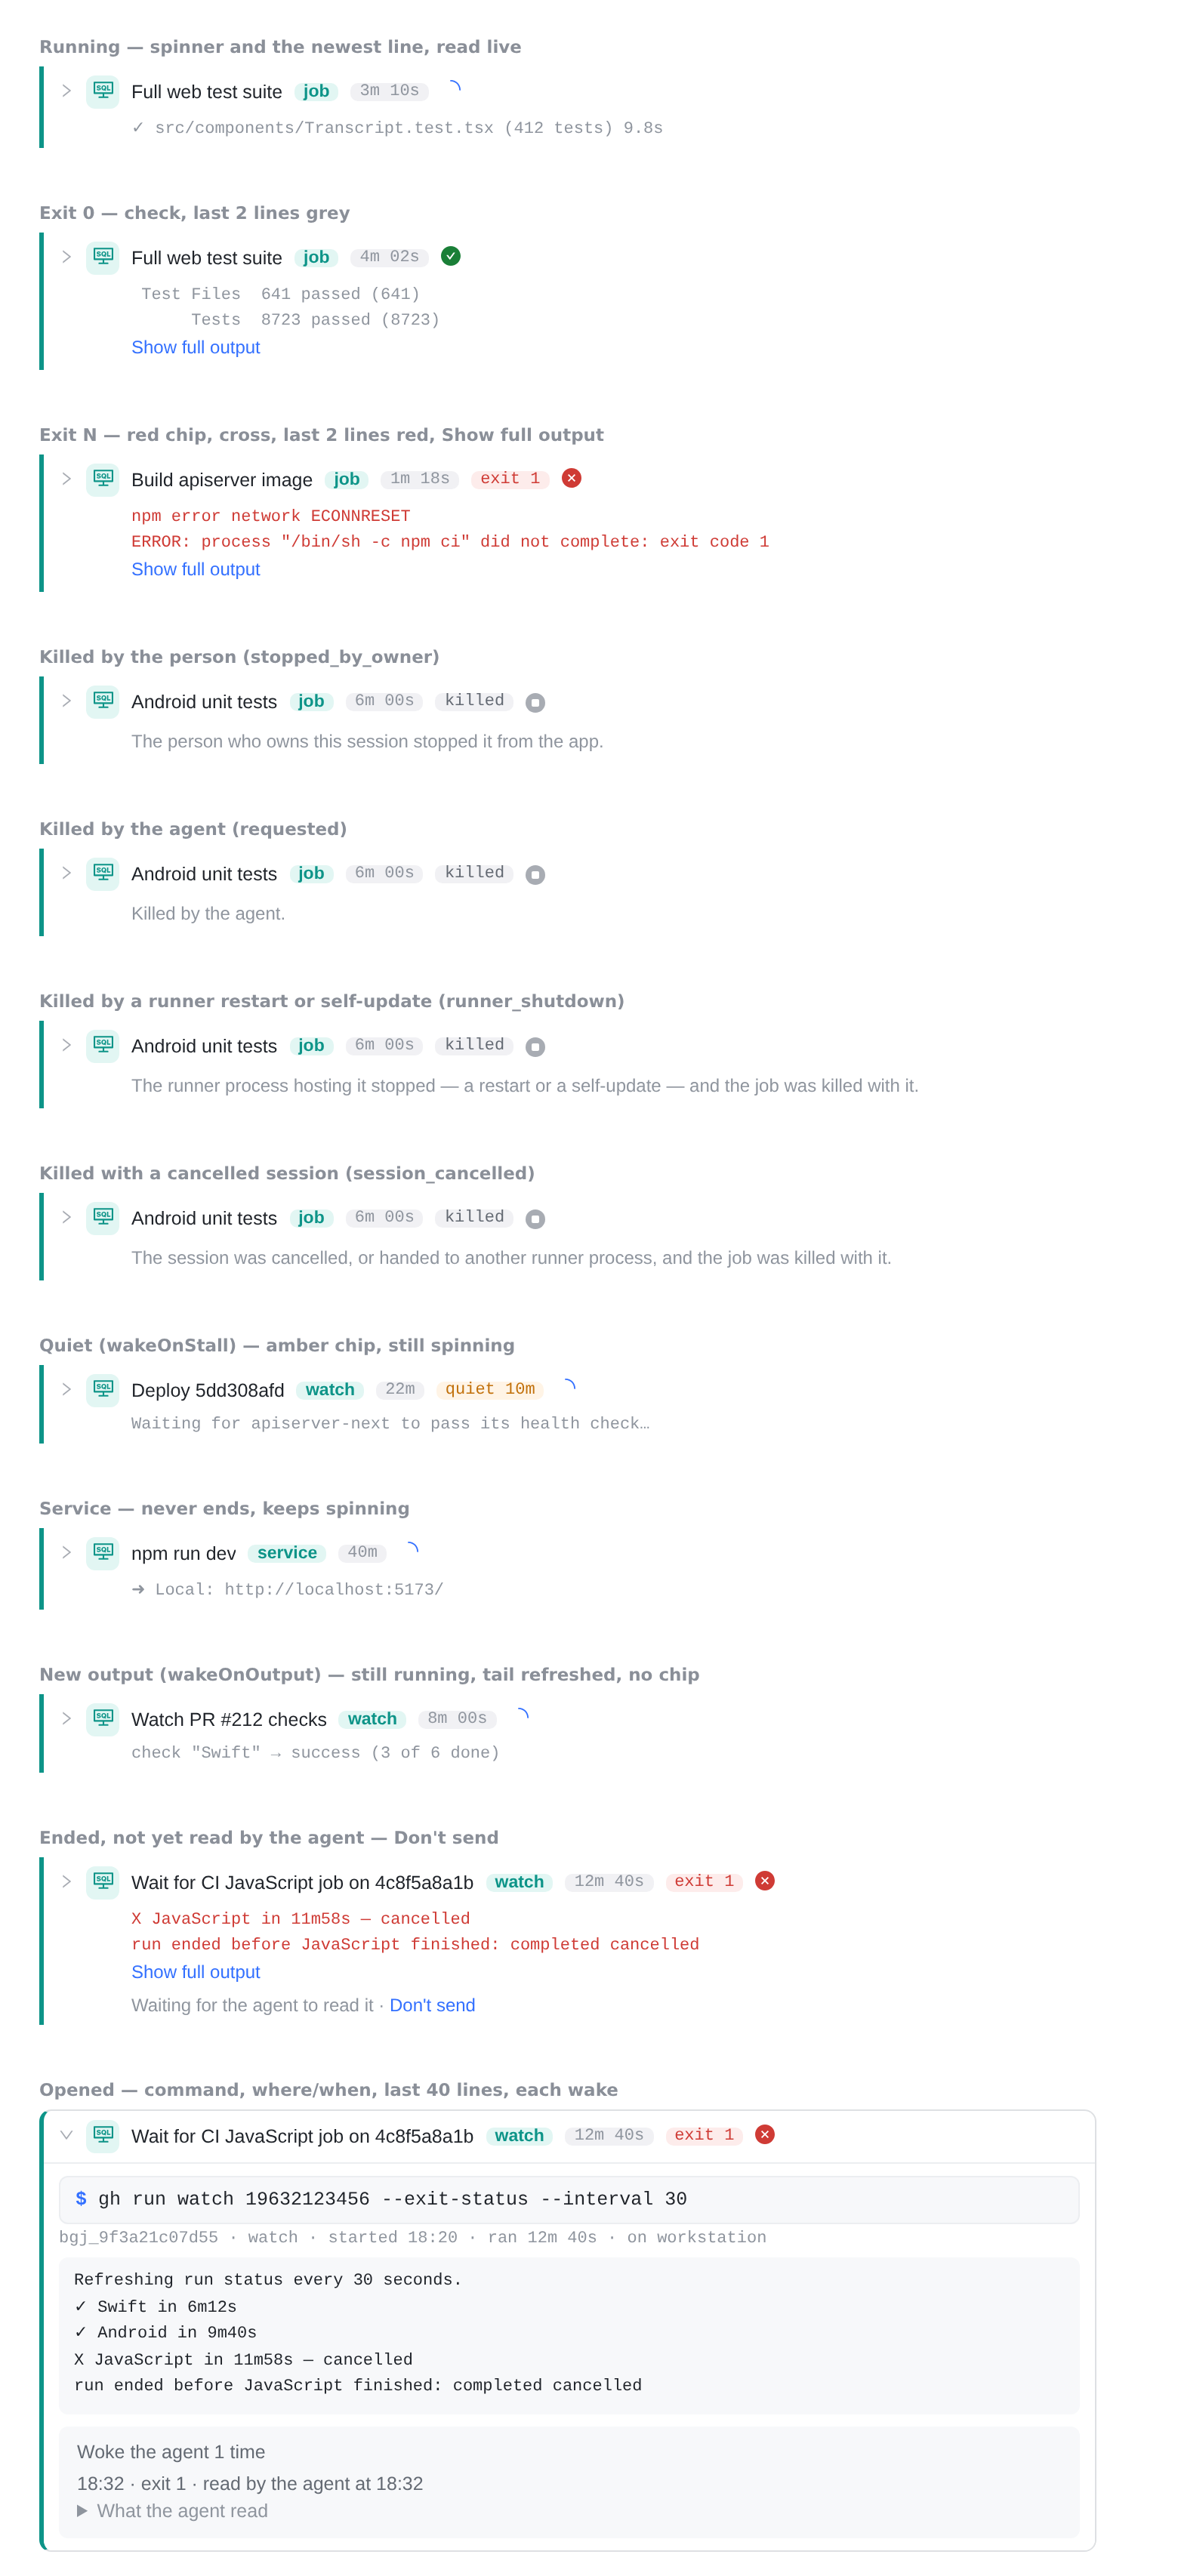 Running — spinner and the newest line, read live
SQL Full web test suite job 3m 10s
✓ src/components/Transcript.test.tsx (412 tests) 9.8s
Exit 0 — check, last 2 lines grey
SQL Full web test suite job 4m 02s
Test Files  641 passed (641)
Tests  8723 passed (8723)
Show full output
Exit N — red chip, cross, last 2 lines red, Show full output
SQL Build apiserver image job 1m 18s exit 1
npm error network ECONNRESET
ERROR: process "/bin/sh -c npm ci" did not complete: exit code 1
Show full output
Killed by the person (stopped_by_owner)
SQL Android unit tests job 6m 00s killed
The person who owns this session stopped it from the app.
Killed by the agent (requested)
SQL Android unit tests job 6m 00s killed
Killed by the agent.
Killed by a runner restart or self-update (runner_shutdown)
SQL Android unit tests job 6m 00s killed
The runner process hosting it stopped — a restart or a self-update — and the job was killed with it.
Killed with a cancelled session (session_cancelled)
SQL Android unit tests job 6m 00s killed
The session was cancelled, or handed to another runner process, and the job was killed with it.
Quiet (wakeOnStall) — amber chip, still spinning
SQL Deploy 5dd308afd watch 22m quiet 10m
Waiting for apiserver-next to pass its health check…
Service — never ends, keeps spinning
SQL npm run dev service 40m
➜ Local: http://localhost:5173/
New output (wakeOnOutput) — still running, tail refreshed, no chip
SQL Watch PR #212 checks watch 8m 00s
check "Swift" → success (3 of 6 done)
Ended, not yet read by the agent — Don't send
SQL Wait for CI JavaScript job on 4c8f5a8a1b watch 12m 40s exit 1
X JavaScript in 11m58s — cancelled
run ended before JavaScript finished: completed cancelled
Show full output
Waiting for the agent to read it · Don't send
Opened — command, where/when, last 40 lines, each wake
SQL Wait for CI JavaScript job on 4c8f5a8a1b watch 12m 40s exit 1
$ gh run watch 19632123456 --exit-status --interval 30
bgj_9f3a21c07d55 · watch · started 18:20 · ran 12m 40s · on workstation
Refreshing run status every 30 seconds.
✓ Swift in 6m12s
✓ Android in 9m40s
X JavaScript in 11m58s — cancelled
run ended before JavaScript finished: completed cancelled
Woke the agent 1 time
18:32 · exit 1 · read by the agent at 18:32
▶ What the agent read